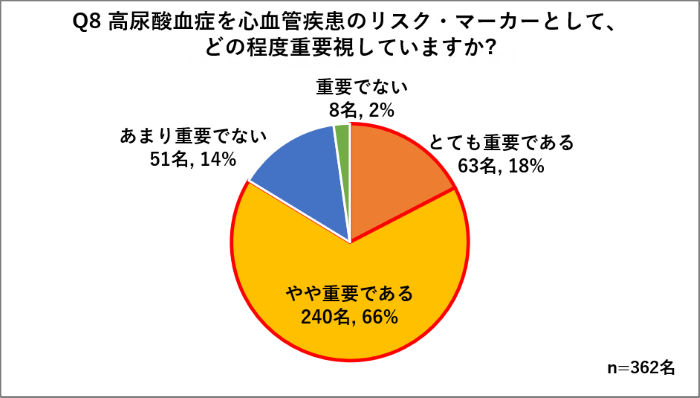 Q8 高尿酸血症を心血管疾患のリスク・マーカーとして、
どの程度重要視していますか?
重要でない
8名, 2%
あまり重要でない
51名, 14%
とても重要である
63名, 18%
やや重要である
240名, 66%
n=362名